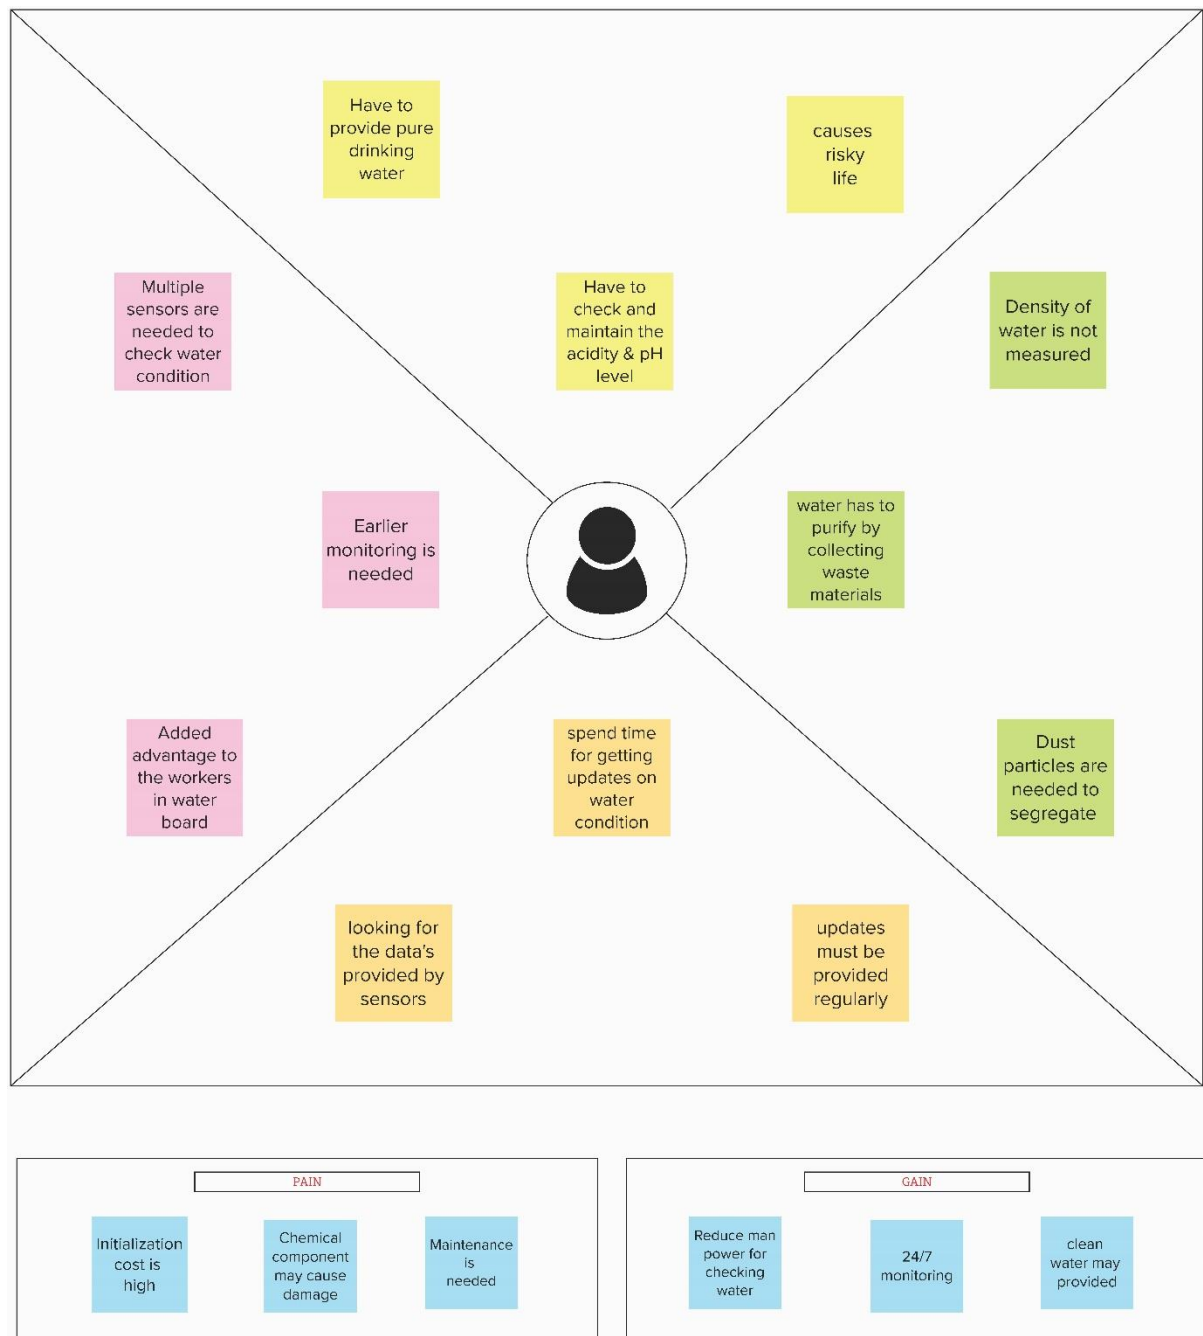 Have to
provide pure
drinking
water
causes
risky
life
Multiple
sensors are
needed to
check water
condition
Have to
check and
maintain the
acidity & pH
level
Density of
water is not
measured
Earlier
monitoring is
needed
water has to
purify by
collecting
waste
materials
Added
advantage to
the workers
in water
board
spend time
for getting
updates on
water
condition
Dust
particles are
needed to
segregate
looking for
the data's
provided by
sensors
updates
must be
provided
regularly
PAIN
Initialization
cost is
high
Chemical
component
may cause
damage
Maintenance
is
needed
GAIN
Reduce man
power for
checking
water
24/7
monitoring
clean
water may
provided